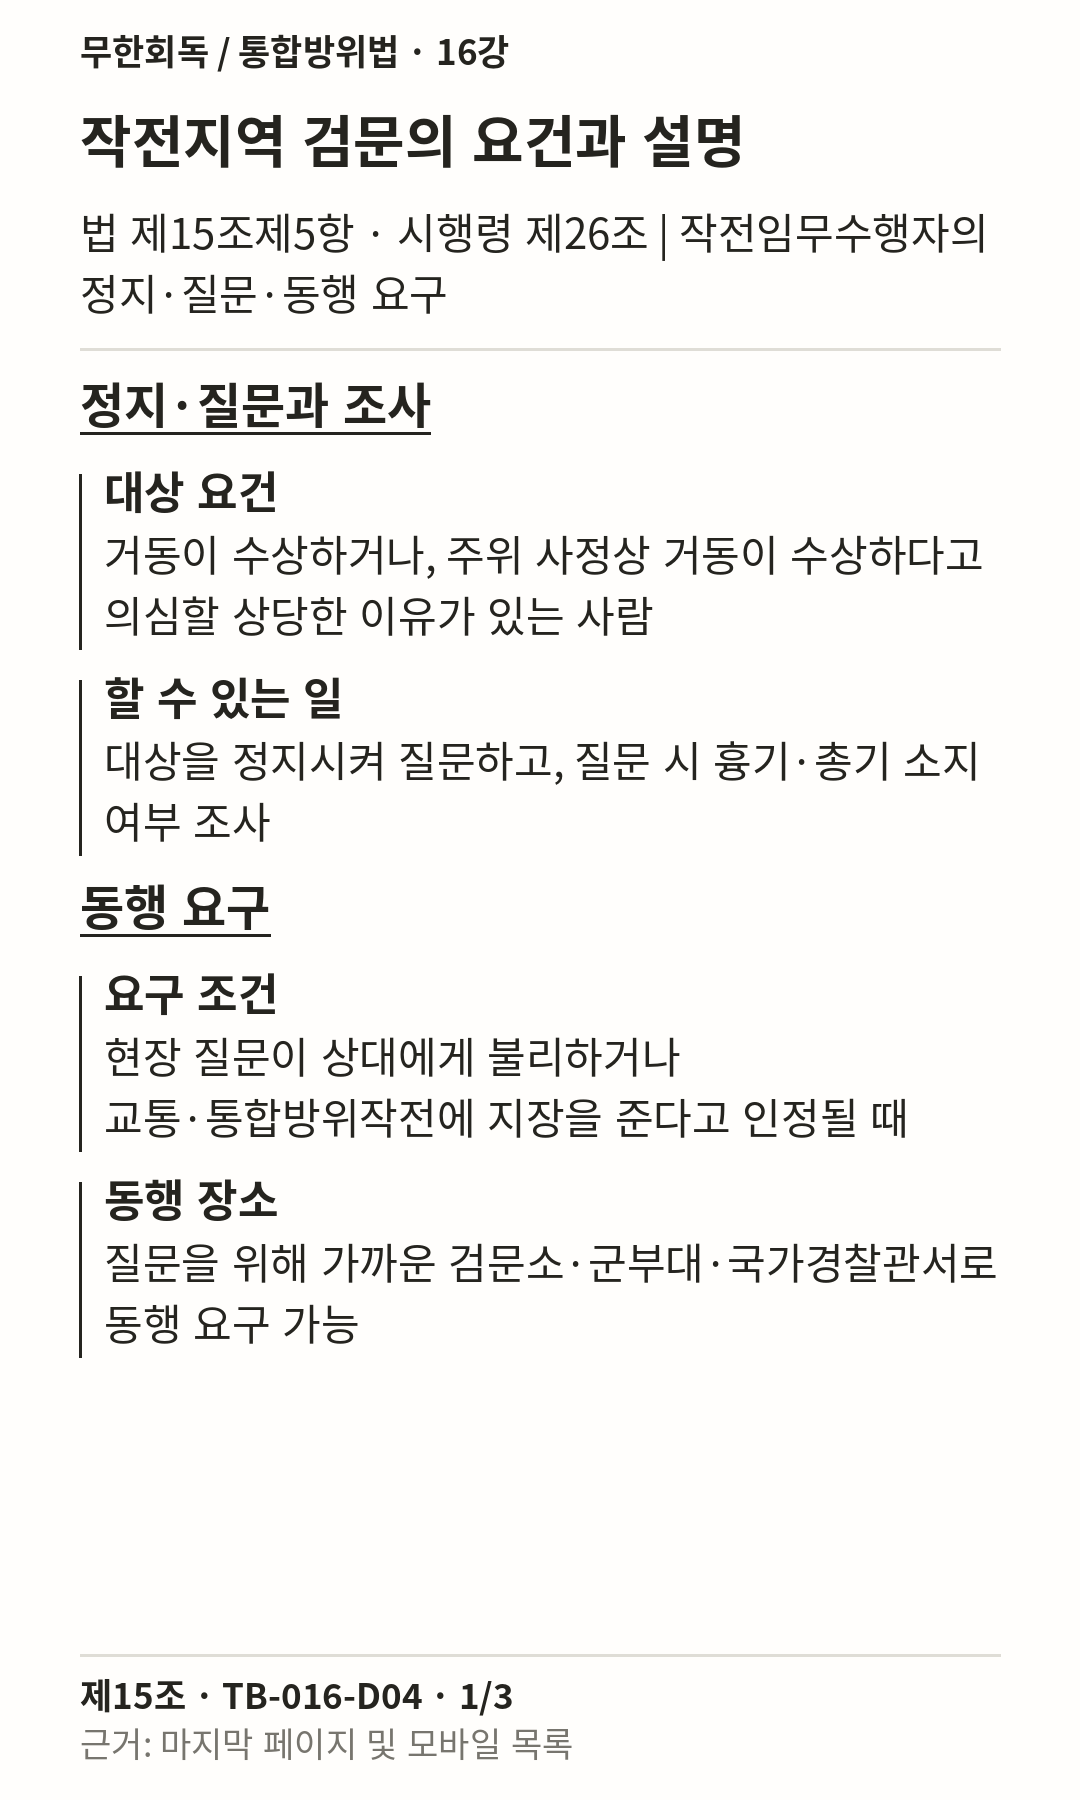 무한회독 / 통합방위법 · 16강
작전지역 검문의 요건과 설명
법 제15조제5항 · 시행령 제26조 | 작전임무수행자의
정지·질문·동행 요구
정지·질문과 조사
대상 요건
거동이 수상하거나, 주위 사정상 거동이 수상하다고
의심할 상당한 이유가 있는 사람
할 수 있는 일
대상을 정지시켜 질문하고, 질문 시 흉기·총기 소지
여부 조사
동행 요구
요구 조건
현장 질문이 상대에게 불리하거나
교통·통합방위작전에 지장을 준다고 인정될 때
동행 장소
질문을 위해 가까운 검문소·군부대·국가경찰관서로
동행 요구 가능
제15조 · TB-016-D04 · 1/3
근거: 마지막 페이지 및 모바일 목록